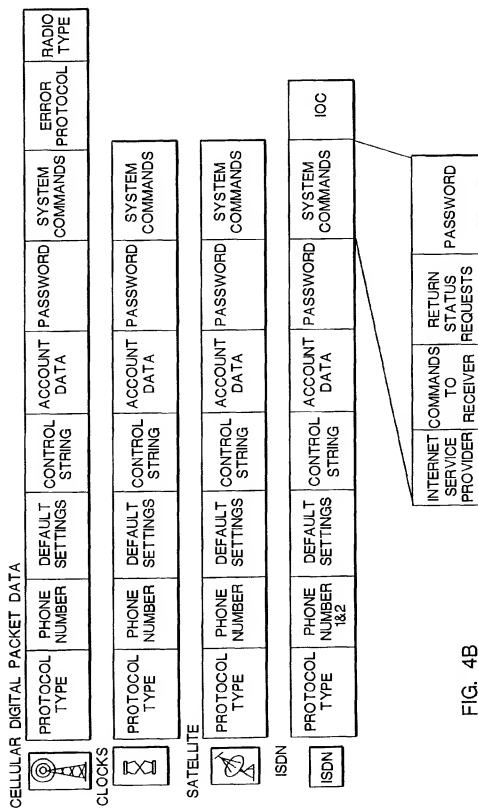 CELLULAR DIGITAL PACKET DATA
PROTOCOL TYPE
PHONE NUMBER
DEFAULT SETTINGS
CONTROL STRING
ACCOUNT DATA
PASSWORD
SYSTEM COMMANDS
ERROR PROTOCOL
RADIO TYPE
CLOCKS
PROTOCOL TYPE
PHONE NUMBER
DEFAULT SETTINGS
CONTROL STRING
ACCOUNT DATA
PASSWORD
SYSTEM COMMANDS
SATELLITE
PROTOCOL TYPE
PHONE NUMBER
DEFAULT SETTINGS
CONTROL STRING
ACCOUNT DATA
PASSWORD
SYSTEM COMMANDS
ISDN
ISDN
PROTOCOL TYPE
PHONE NUMBER 1&2
DEFAULT SETTINGS
CONTROL STRING
ACCOUNT DATA
PASSWORD
SYSTEM COMMANDS
IOC
INTERNET SERVICE PROVIDER
COMMANDS TO RECEIVER
RETURN STATUS REQUESTS
PASSWORD
FIG. 4B